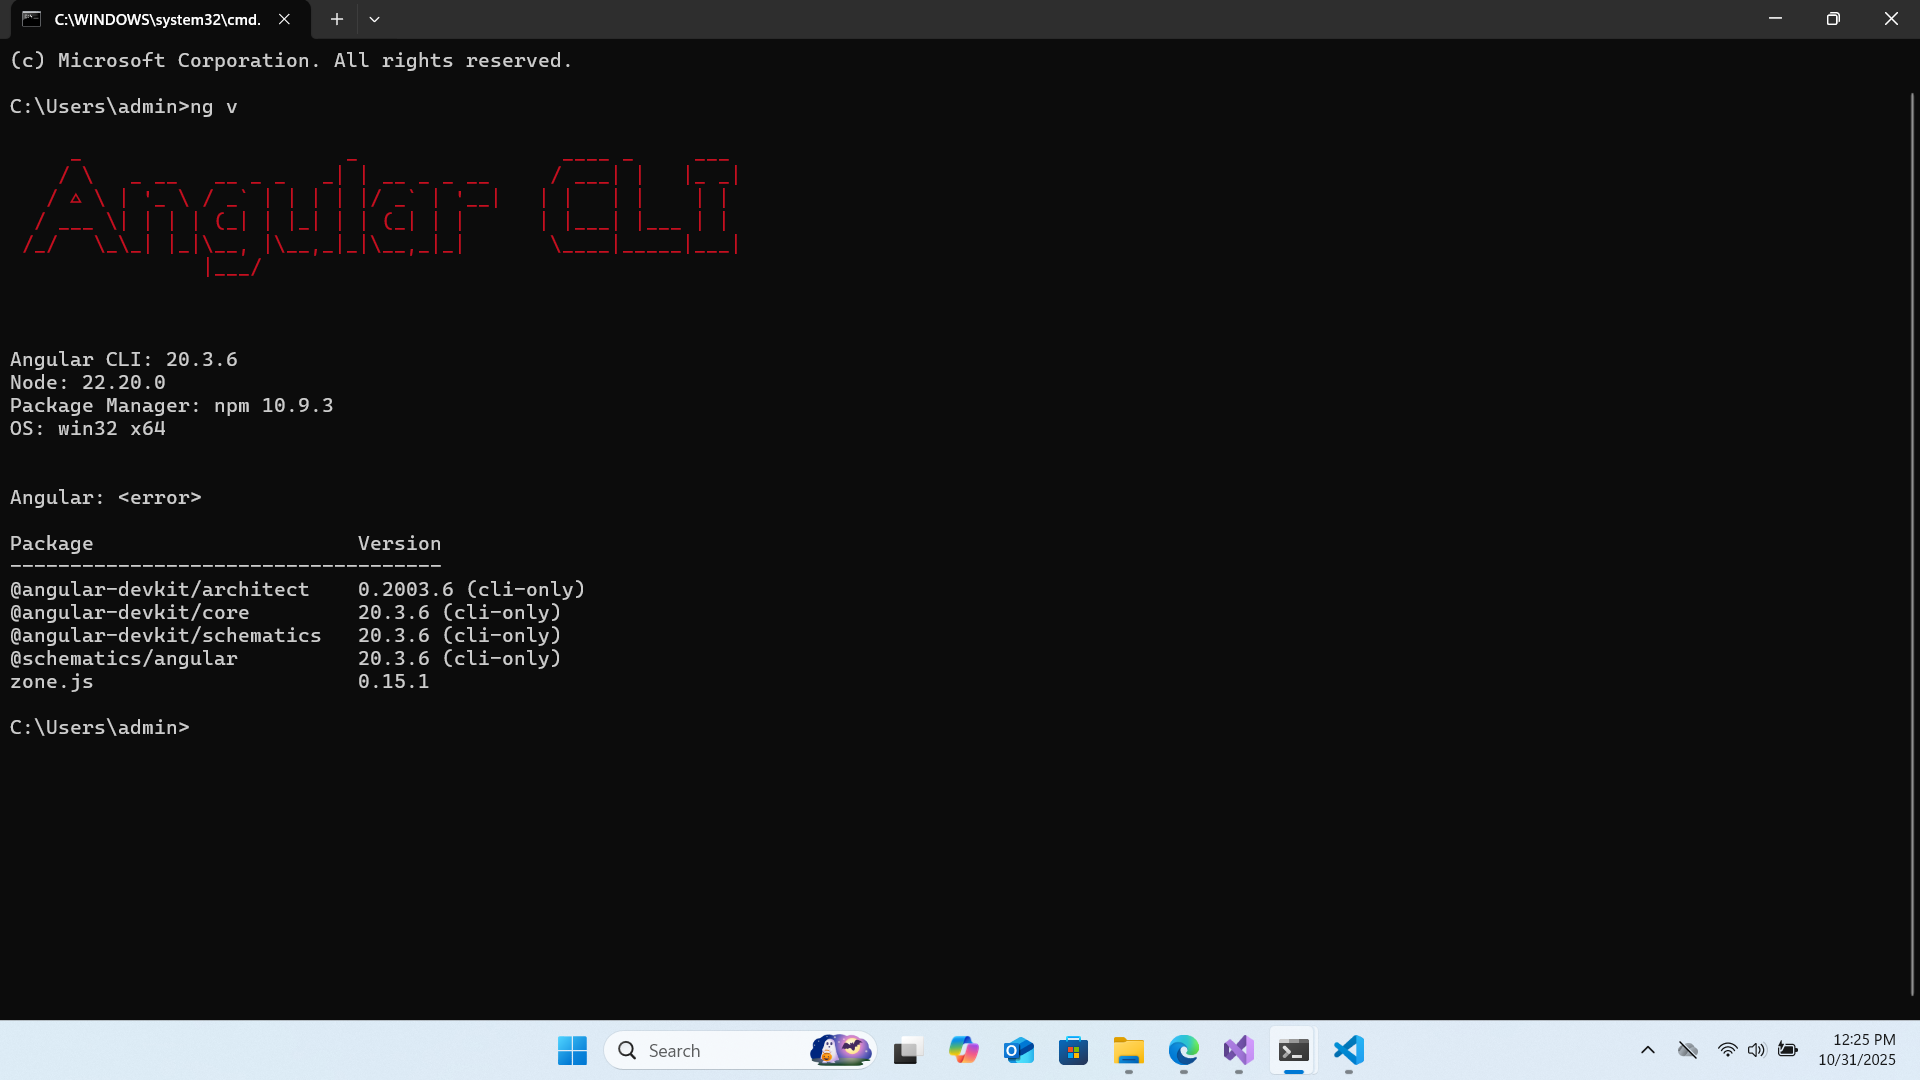 C:\WINDOWS\system32\cmd.
(c) Microsoft Corporation. All rights reserved.
C:\Users\admin>ng v
Angular CLI
Angular CLI: 20.3.6
Node: 22.20.0
Package Manager: npm 10.9.3
OS: win32 x64
Angular: <error>
Package Version
------------------------------------
@angular-devkit/architect 0.2003.6 (cli-only)
@angular-devkit/core 20.3.6 (cli-only)
@angular-devkit/schematics 20.3.6 (cli-only)
@schematics/angular 20.3.6 (cli-only)
zone.js 0.15.1
C:\Users\admin>
Search
12:25 PM
10/31/2025